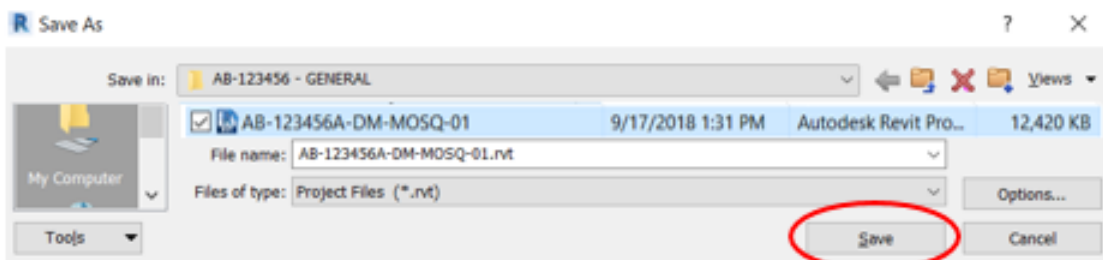 R Save As ? ×
Save in: AB-123456 - GENERAL Views
AB-123456A-DM-MOSQ-01 9/17/2018 1:31 PM Autodesk Revit Pro... 12,420 KB
File name: AB-123456A-DM-MOSQ-01.rvt
My Computer
Files of type: Project Files (*.rvt) Options...
Tools Save Cancel